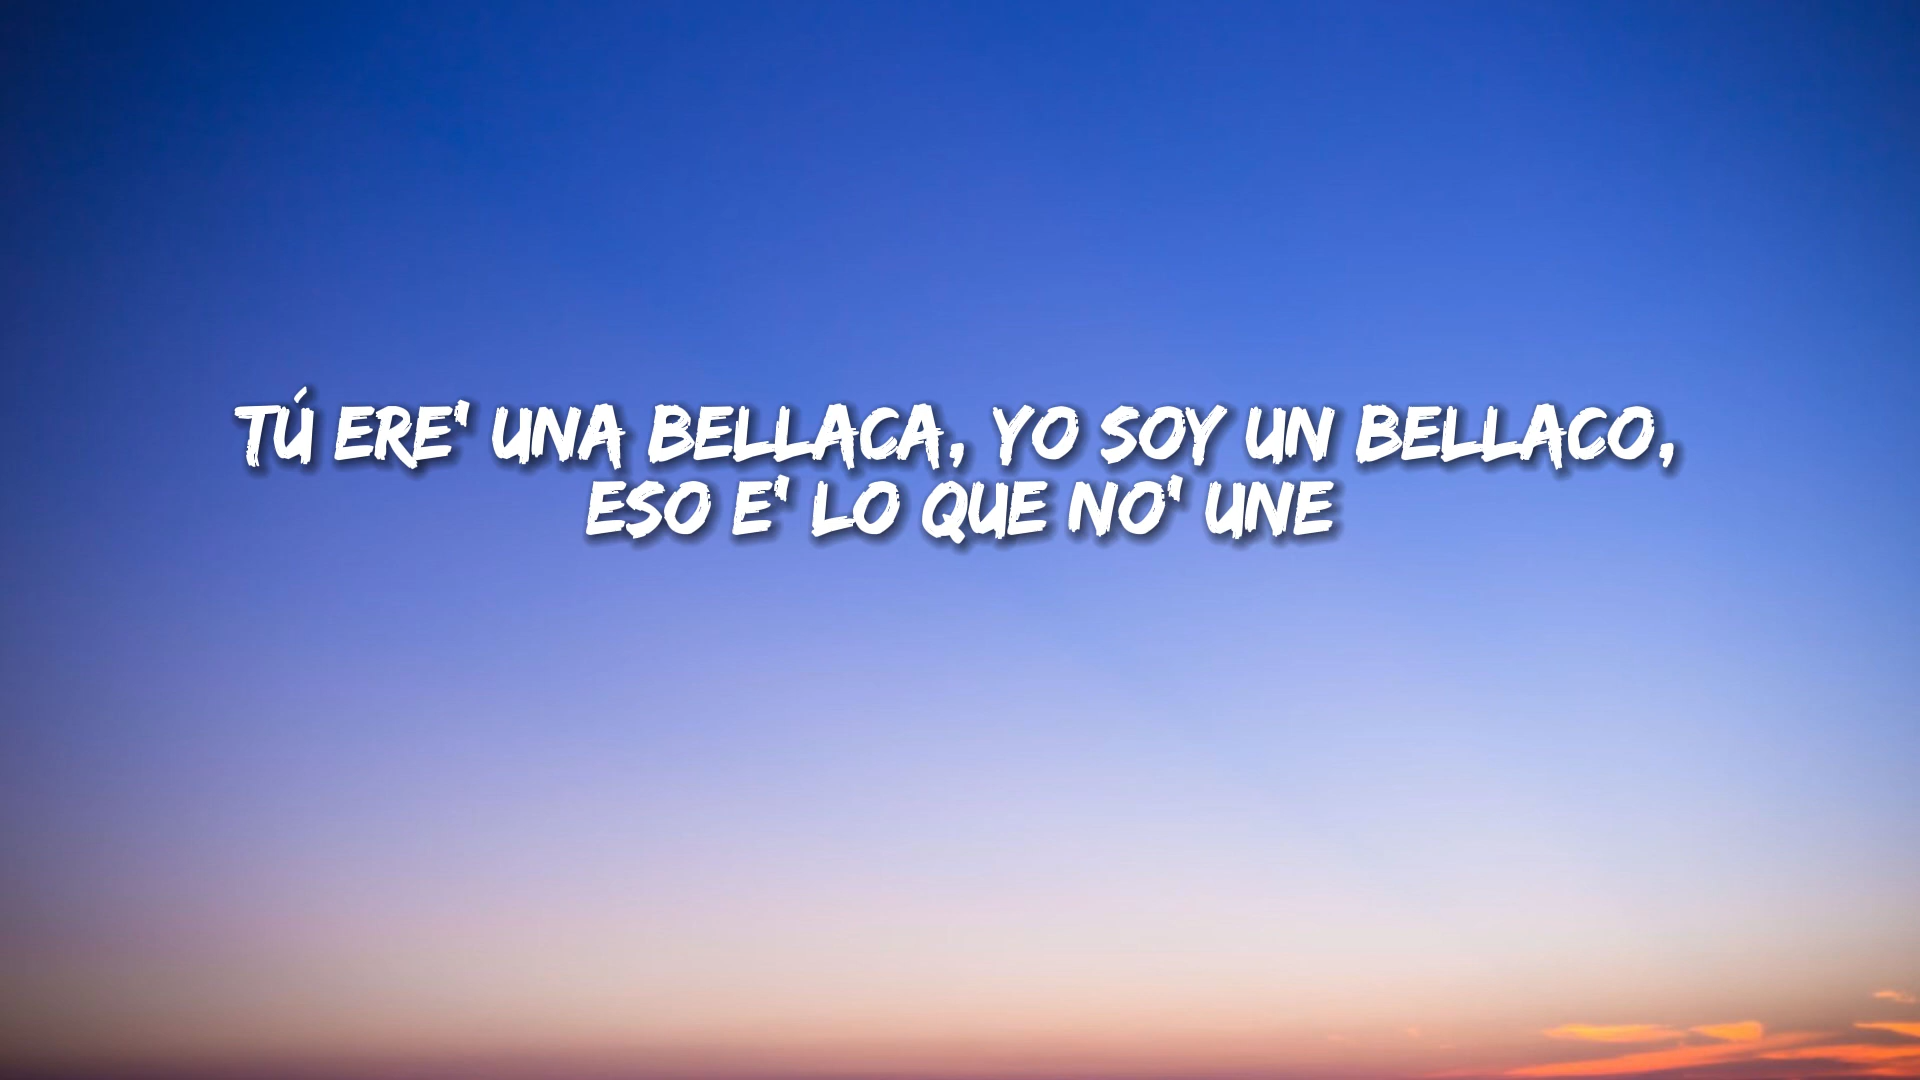 TÚ ERE' UNA BELLACA, YO SOY UN BELLACO,
ESO E' LO QUE NO' UNE